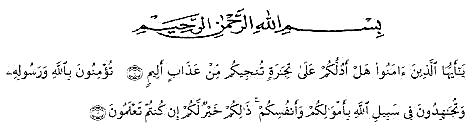 بِسْمِ اللَّهِ الرَّحْمَٰنِ الرَّحِيمِ
يَٰٓأَيُّهَا ٱلَّذِينَ ءَامَنُوا۟ هَلْ أَدُلُّكُمْ عَلَىٰ تِجَٰرَةٍ تُنجِيكُم مِّنْ عَذَابٍ أَلِيمٍ تُؤْمِنُونَ بِٱللَّهِ وَرَسُولِهِۦ
وَتُجَٰهِدُونَ فِى سَبِيلِ ٱللَّهِ بِأَمْوَٰلِكُمْ وَأَنفُسِكُمْ ۚ ذَٰلِكُمْ خَيْرٌ لَّكُمْ إِن كُنتُمْ تَعْلَمُونَ